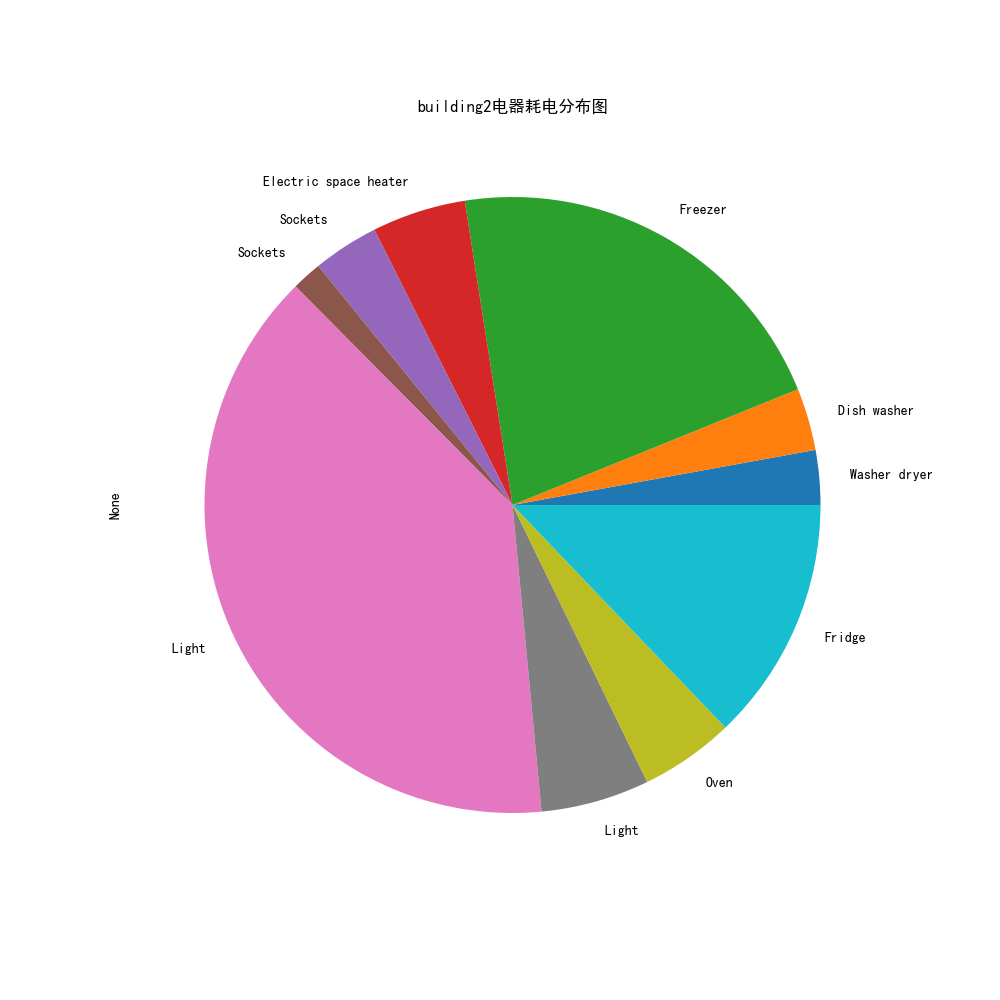 building2电器耗电分布图
Electric space heater
Freezer
Sockets
Sockets
Dish washer
Washer dryer
None
Fridge
Light
Oven
Light